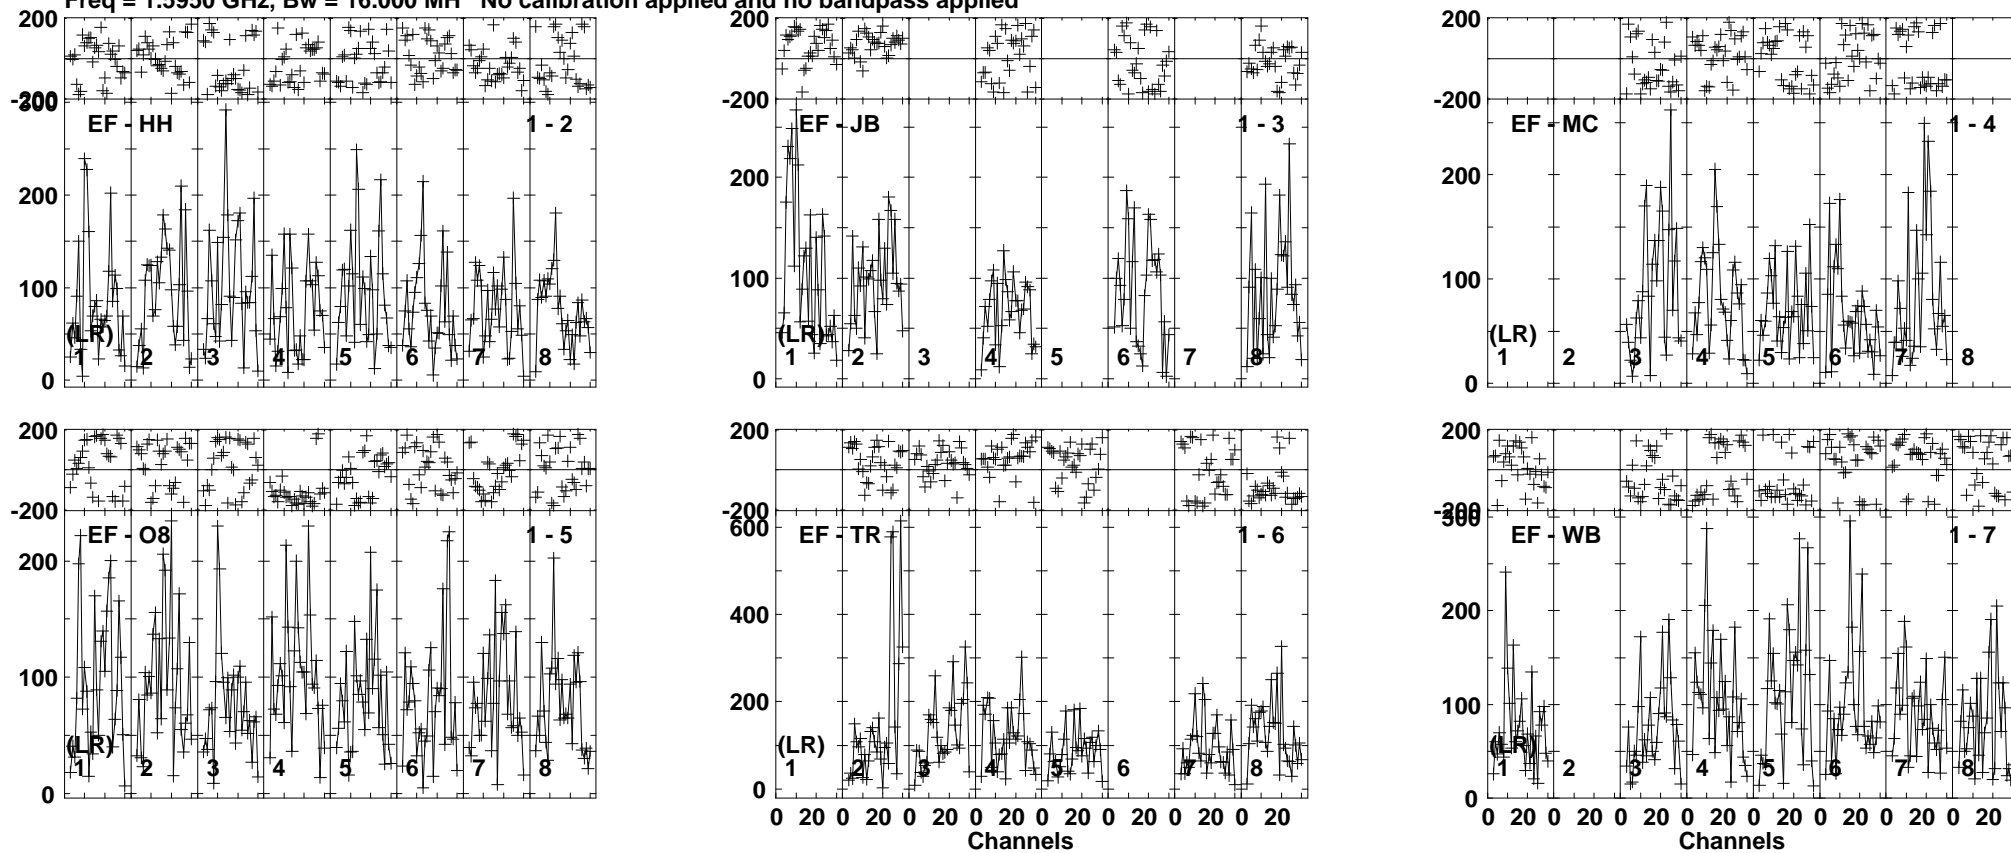 Freq = 1.5950 GHz, Bw = 16.000 MH No calibration applied and no bandpass applied
200 200 200
-200 -200 -200
300
EF - HH 1 - 2 EF - JB 1 - 3 EF - MC 1 - 4
200 200 200
100 100 100
(LR) (LR) (LR)
1 2 3 4 5 6 7 8 1 2 3 4 5 6 7 8 1 2 3 4 5 6 7 8
0 0 0
200 200 200
-200 -200 -200
600 300
EF - O8 1 - 5 EF - TR 1 - 6 EF - WB 1 - 7
200 400 200
100 200 100
(LR) (LR) (LR)
1 2 3 4 5 6 7 8 1 2 3 4 5 6 7 8 1 2 3 4 5 6 7 8
0 0 0
0 20 0 20 0 20 0 20 0 20 0 20 0 20 0 20 0 20 0 20 0 20 0 20 0 20 0 20 0 20 0 20
Channels Channels